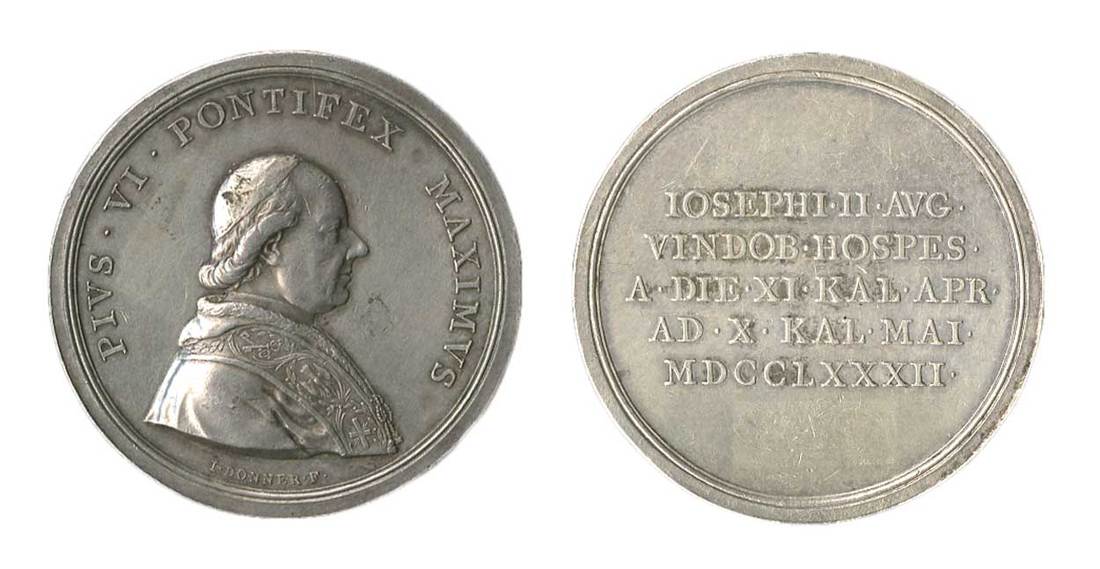 PIVS · VI · PONTIFEX · MAXIMVS
I · DONNER · F ·
IOSEPHI · II · AVG ·
VINDOB · HOSPES ·
A · DIE · XI · KAL · APR ·
AD · X · KAL · MAI ·
MDCCLXXXII ·